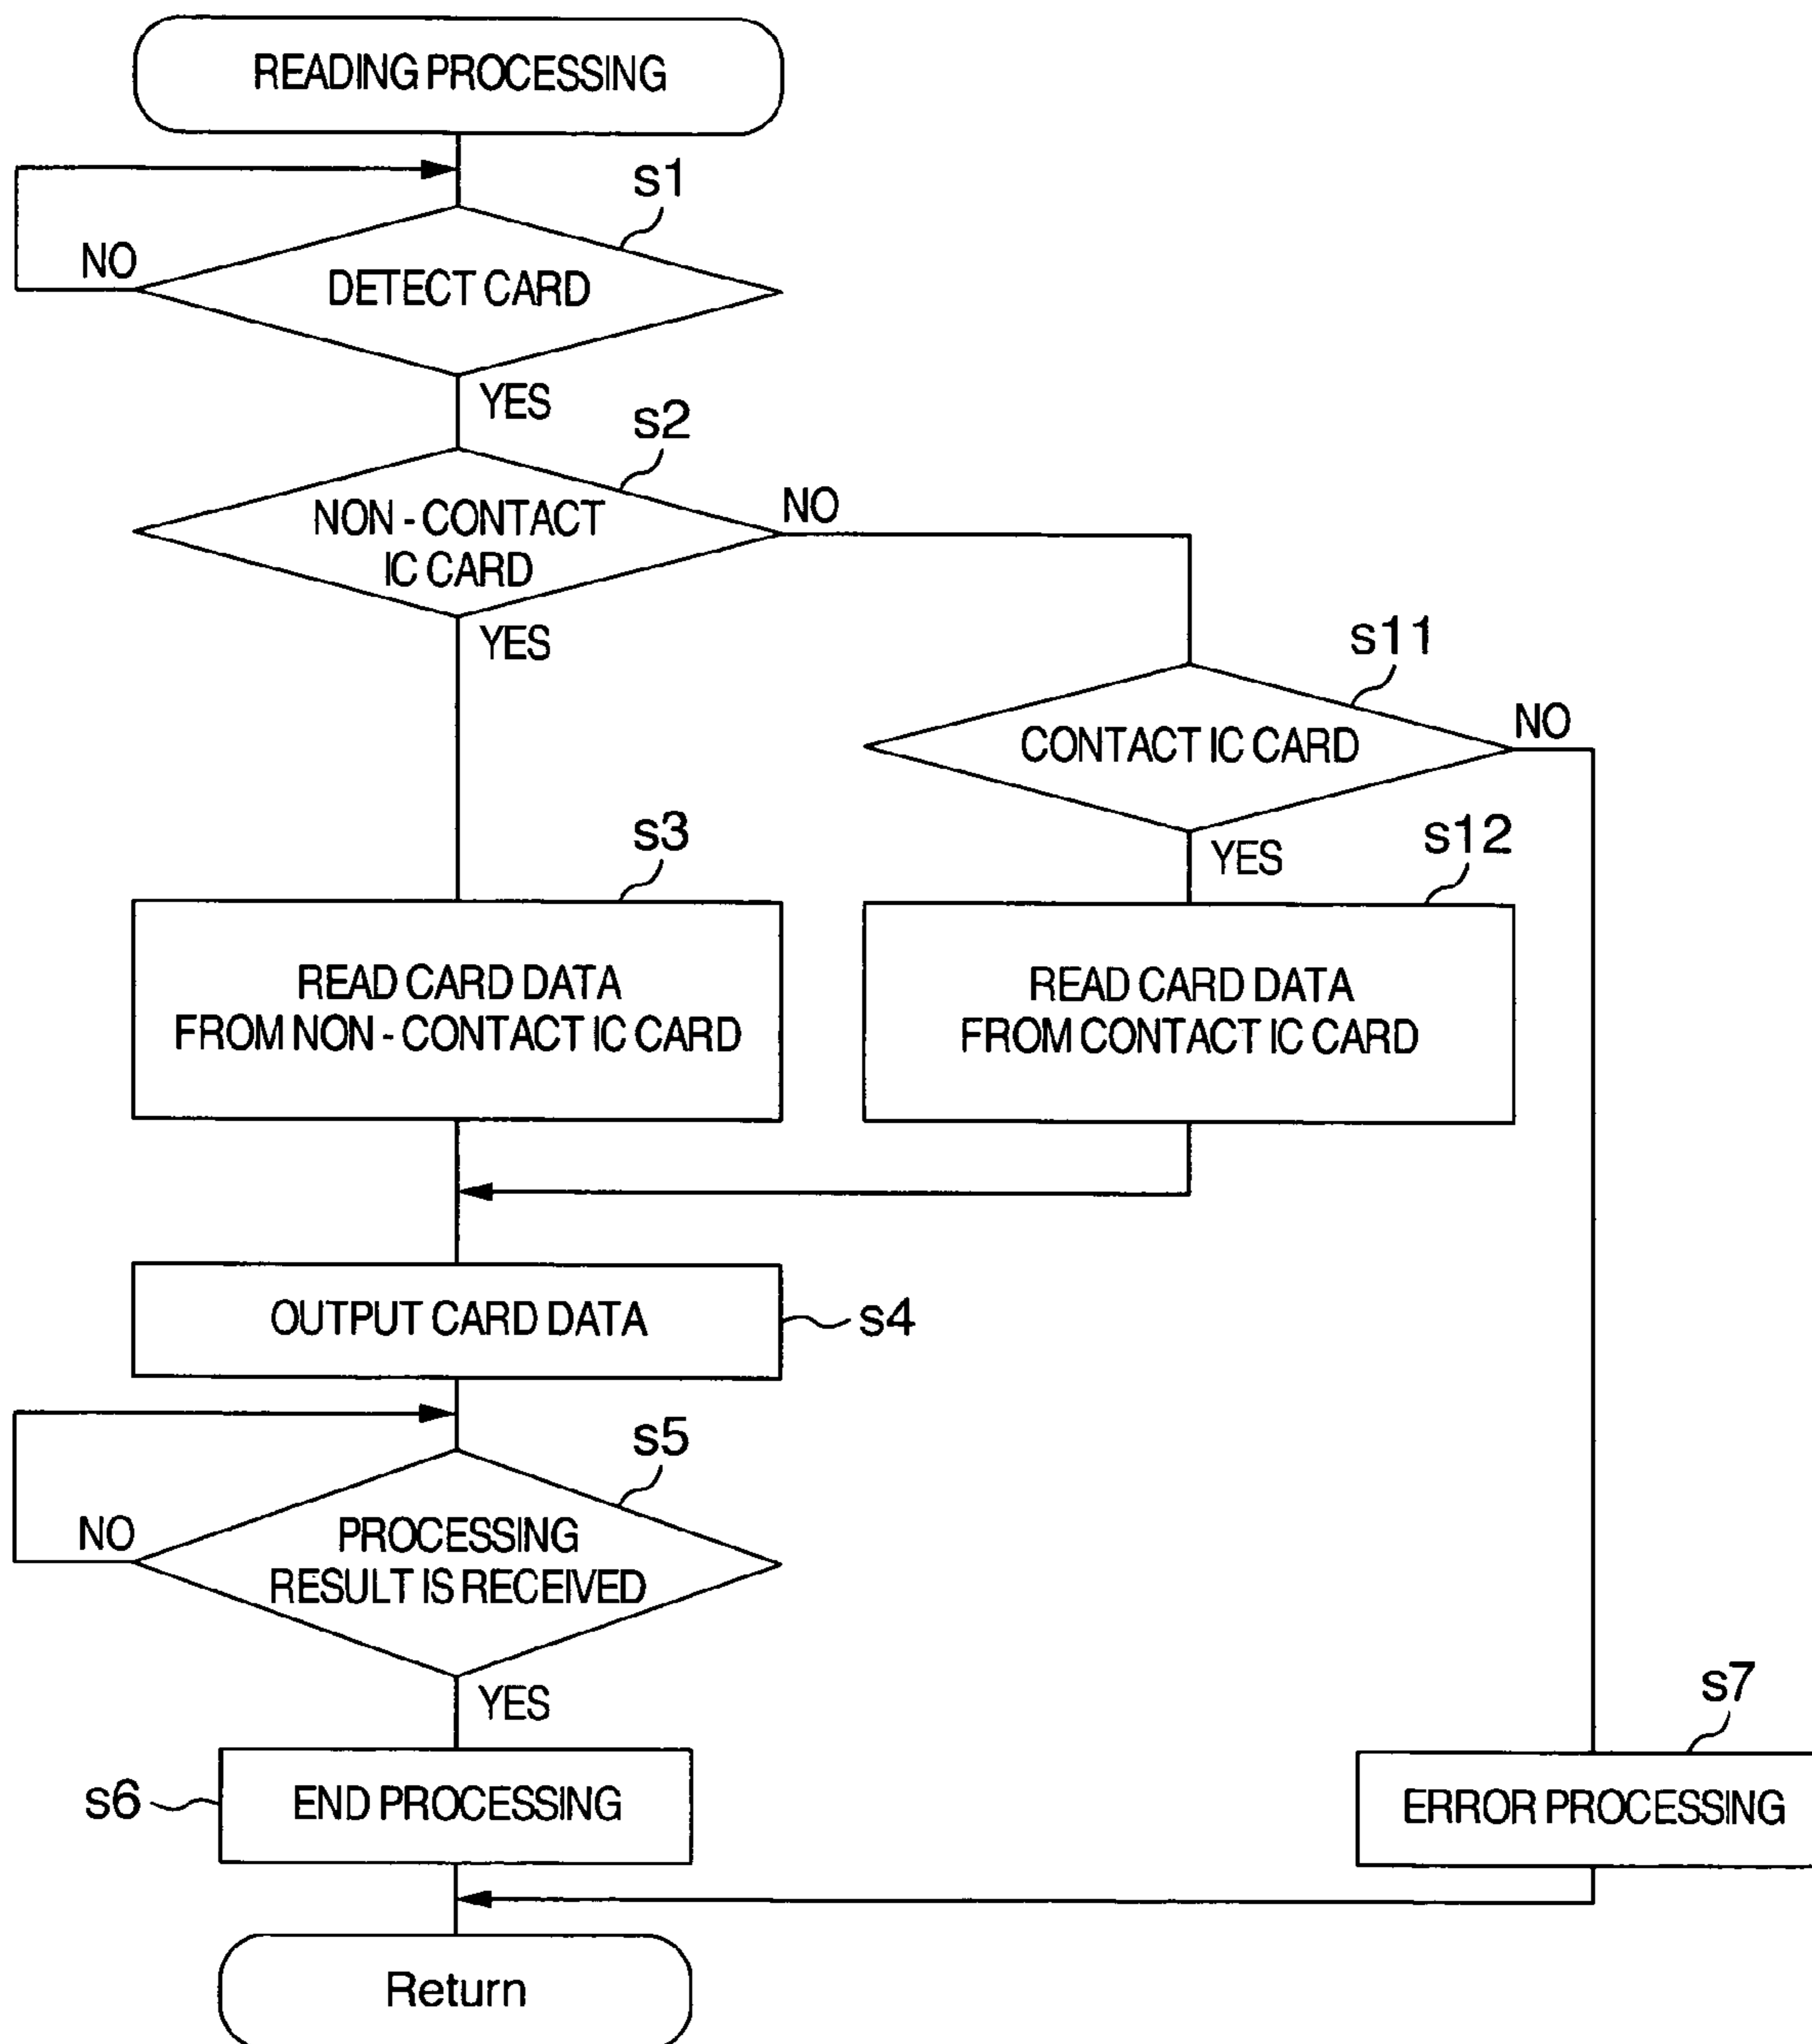 READING PROCESSING
s1
NO
DETECT CARD
YES
s2
NON - CONTACT
IC CARD
NO
YES
s11
CONTACT IC CARD
NO
YES
s3
s12
READ CARD DATA
FROM NON - CONTACT IC CARD
READ CARD DATA
FROM CONTACT IC CARD
OUTPUT CARD DATA
s4
s5
NO
PROCESSING
RESULT IS RECEIVED
YES
s7
s6
END PROCESSING
ERROR PROCESSING
Return